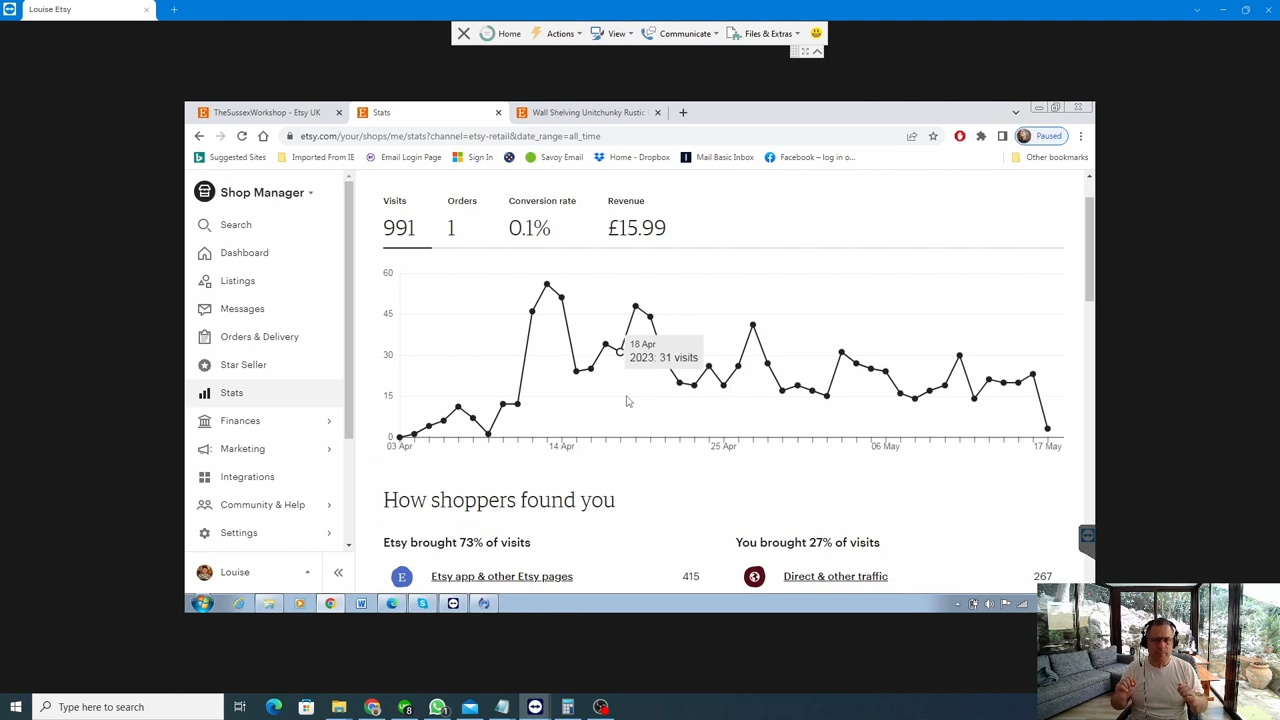 Louise Etsy
Home
Actions
View
Communicate
Files & Extras
TheSussexWorkshop - Etsy UK
Stats
Wall Shelving Unitchunky Rustic
etsy.com/your/shops/me/stats?channel=etsy-retail&date_range=all_time
Paused
Suggested Sites
Imported From IE
Email Login Page
Sign In
Savoy Email
Home - Dropbox
Mail Basic Inbox
Facebook – log in o...
Other bookmarks
Shop Manager
Search
Dashboard
Listings
Messages
Orders & Delivery
Star Seller
Stats
Finances
Marketing
Integrations
Community & Help
Settings
Louise
Visits Orders Conversion rate Revenue
991 1 0.1% £15.99
60
45
30
15
0
18 Apr
2023: 31 visits
03 Apr 14 Apr 25 Apr 06 May 17 May
How shoppers found you
Etsy brought 73% of visits
Etsy app & other Etsy pages 415
You brought 27% of visits
Direct & other traffic 267
Type here to search